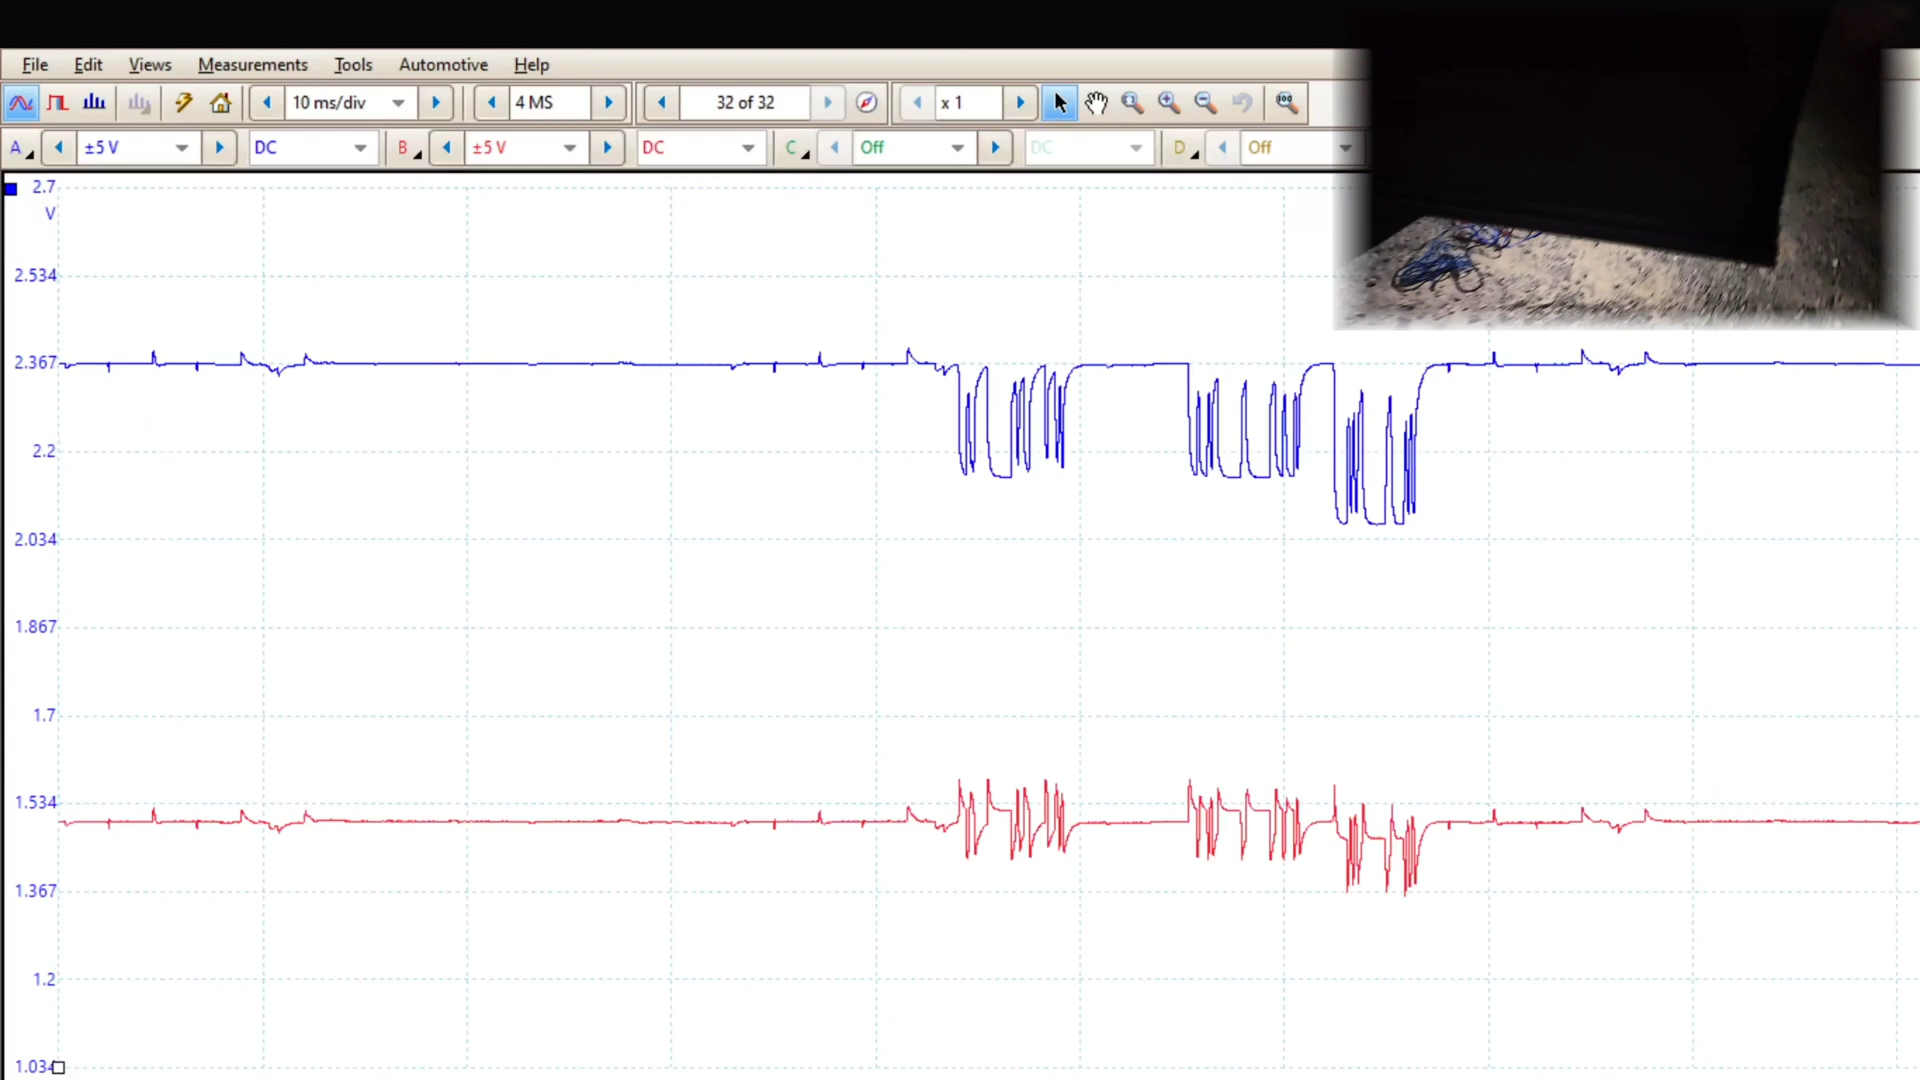 File Edit Views Measurements Tools Automotive Help
10 ms/div 4 MS 32 of 32 x 1
A ±5 V DC B ±5 V DC C Off DC D Off
2.7
V
2.534
2.367
2.2
2.034
1.867
1.7
1.534
1.367
1.2
1.034